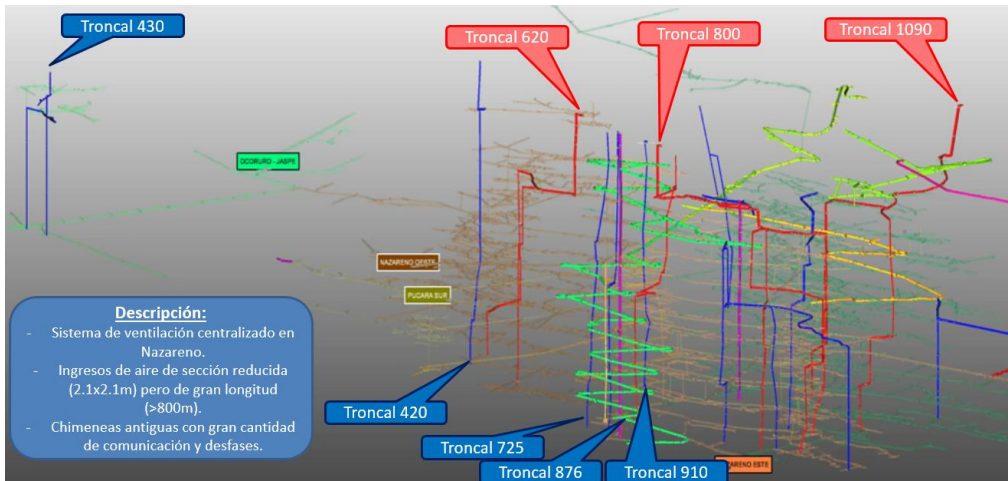 Troncal 430
Troncal 620
Troncal 800
Troncal 1090
OCORURO - JASPE
NAZARENO OESTE
PUCARA SUR
Descripción:
- Sistema de ventilación centralizado en
Nazareno.
- Ingresos de aire de sección reducida
(2.1x2.1m) pero de gran longitud
(>800m).
- Chimeneas antiguas con gran cantidad
de comunicación y desfases.
Troncal 420
Troncal 725
Troncal 876
Troncal 910
ZARENO ESTE